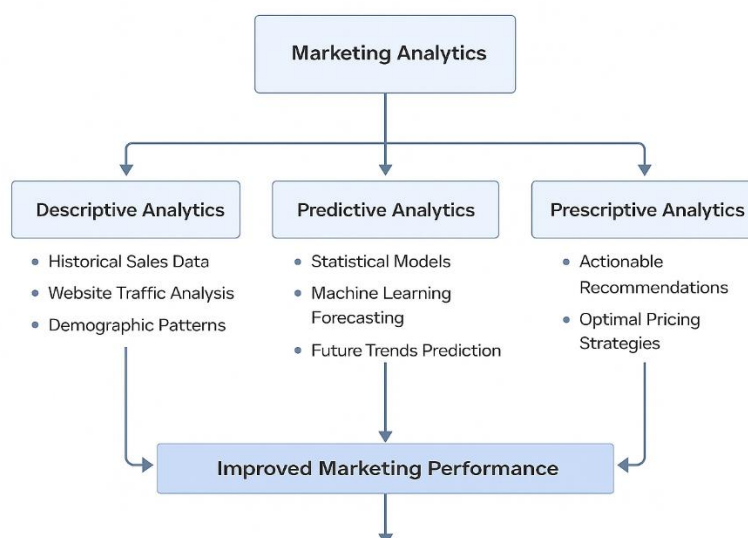 Marketing Analytics
Descriptive Analytics
• Historical Sales Data
• Website Traffic Analysis
• Demographic Patterns
Predictive Analytics
• Statistical Models
• Machine Learning
Forecasting
• Future Trends Prediction
Prescriptive Analytics
• Actionable
Recommendations
• Optimal Pricing
Strategies
Improved Marketing Performance